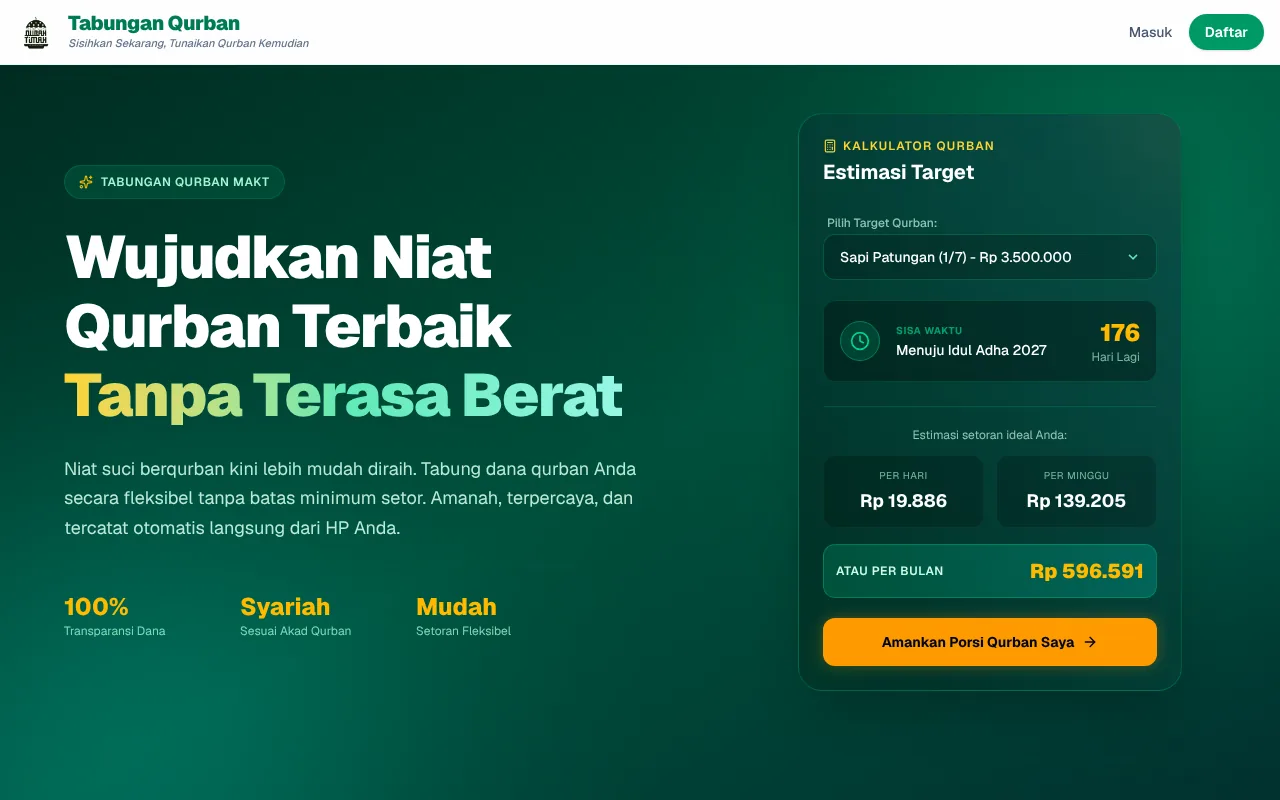 QUBAH
TIMAH
Tabungan Qurban
Sisihkan Sekarang, Tunaikan Qurban Kemudian
Masuk
Daftar
TABUNGAN QURBAN MAKT
Wujudkan Niat
Qurban Terbaik
Tanpa Terasa Berat
Niat suci berqurban kini lebih mudah diraih. Tabung dana qurban Anda
secara fleksibel tanpa batas minimum setor. Amanah, terpercaya, dan
tercatat otomatis langsung dari HP Anda.
100%
Transparansi Dana
Syariah
Sesuai Akad Qurban
Mudah
Setoran Fleksibel
KALKULATOR QURBAN
Estimasi Target
Pilih Target Qurban:
Sapi Patungan (1/7) - Rp 3.500.000
SISA WAKTU
Menuju Idul Adha 2027
176
Hari Lagi
Estimasi setoran ideal Anda:
PER HARI
Rp 19.886
PER MINGGU
Rp 139.205
ATAU PER BULAN
Rp 596.591
Amankan Porsi Qurban Saya →